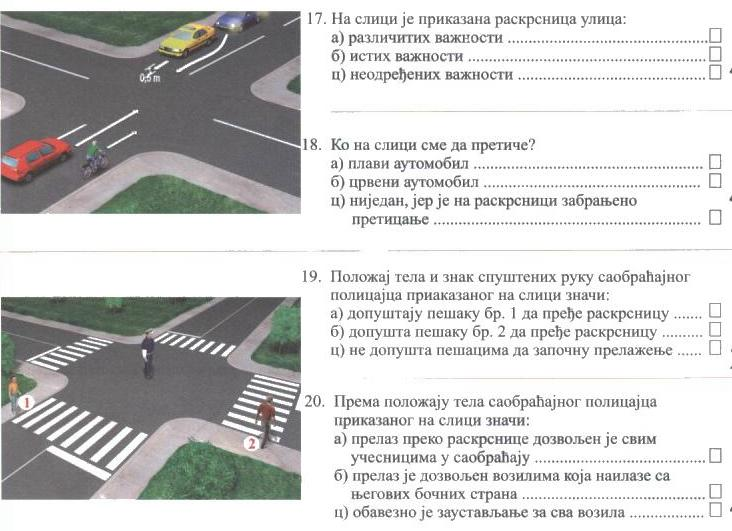 17. На слици је приказана раскрсница улица:
а) различитих важности
б) истих важности
ц) неодређених важности
0,5 m
18. Ко на слици сме да претиче?
а) плави аутомобил
б) црвени аутомобил
ц) ниједан, јер је на раскрсници забрањено
претицање
19. Положај тела и знак спуштених руку саобраћајног
полицајца приаказаног на слици значи:
а) допуштају пешаку бр. 1 да пређе раскрсницу
б) допушта пешаку бр. 2 да пређе раскрсницу
ц) не допушта пешацима да започну прелажење
1
2
20. Према положају тела саобраћајног полицајца
приказаног на слици значи:
а) прелаз преко раскрснице дозвољен је свим
учесницима у саобраћају
б) прелаз је дозвољен возилима која наилазе са
његових бочних страна
ц) обавезно је заустављање за сва возила